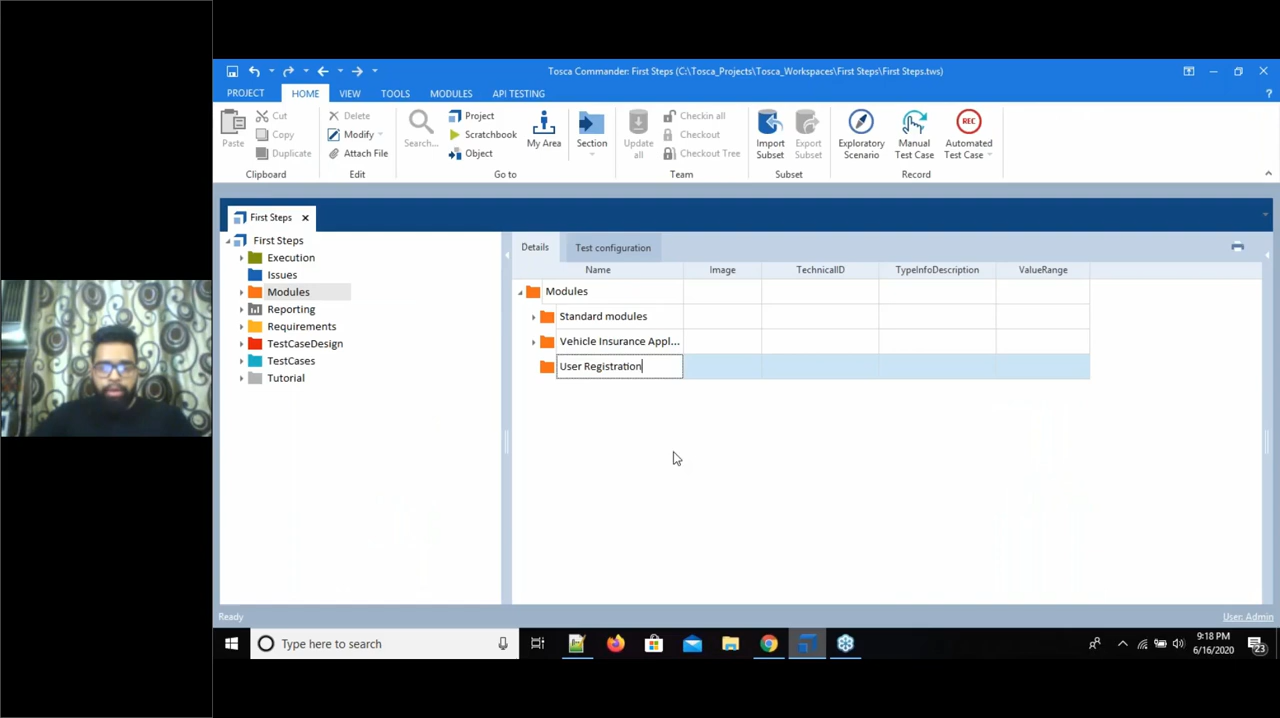 Tosca Commander: First Steps (C:\Tosca_Projects\Tosca_Workspaces\First Steps\First Steps.tws)
PROJECT HOME VIEW TOOLS MODULES API TESTING ?
Paste
Cut
Copy
Duplicate
Clipboard
Delete
Modify
Attach File
Edit
Search...
Project
Scratchbook
Object
My Area
Section
Go to
Update all
Checkin all
Checkout
Checkout Tree
Team
Import Subset
Export Subset
Subset
Exploratory Scenario
Manual Test Case
REC
Automated Test Case
Record
First Steps
First Steps
Execution
Issues
Modules
Reporting
Requirements
TestCaseDesign
TestCases
Tutorial
Details Test configuration
Name Image TechnicalID TypeInfoDescription ValueRange
Modules
Standard modules
Vehicle Insurance Appl...
User Registration
Ready User: Admin
Type here to search
9:18 PM
6/16/2020
23